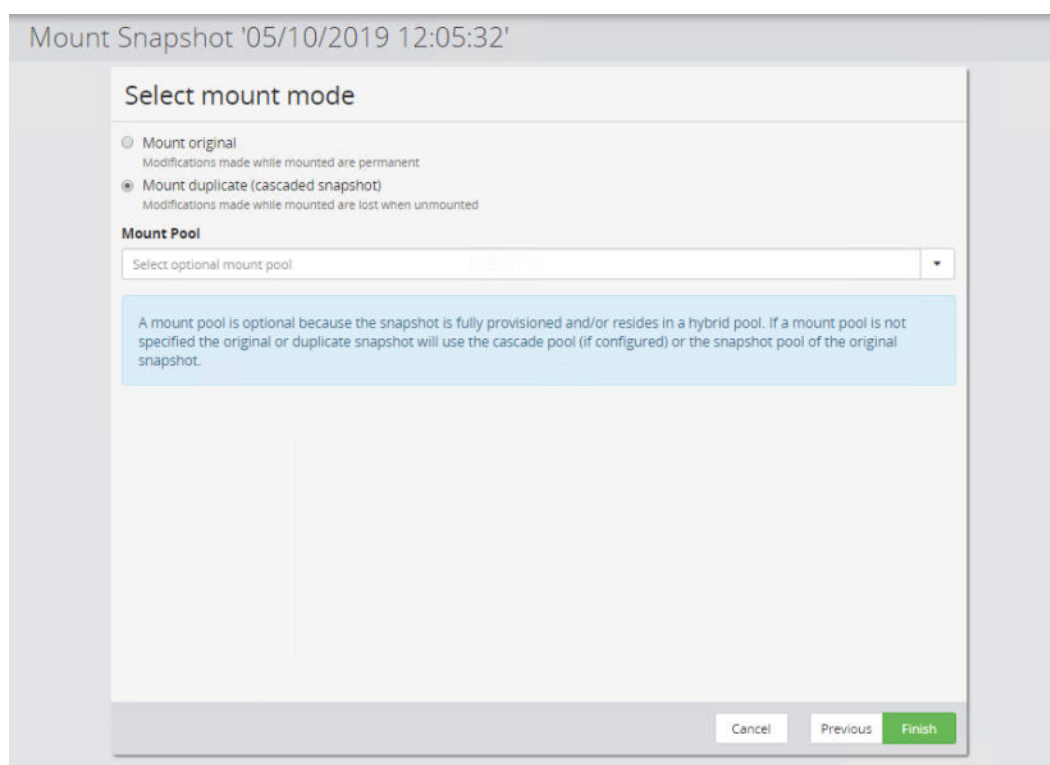 Mount Snapshot '05/10/2019 12:05:32'
Select mount mode
Mount original
Modifications made while mounted are permanent
Mount duplicate (cascaded snapshot)
Modifications made while mounted are lost when unmounted
Mount Pool
Select optional mount pool
A mount pool is optional because the snapshot is fully provisioned and/or resides in a hybrid pool. If a mount pool is not
specified the original or duplicate snapshot will use the cascade pool (if configured) or the snapshot pool of the original
snapshot.
Cancel
Previous
Finish